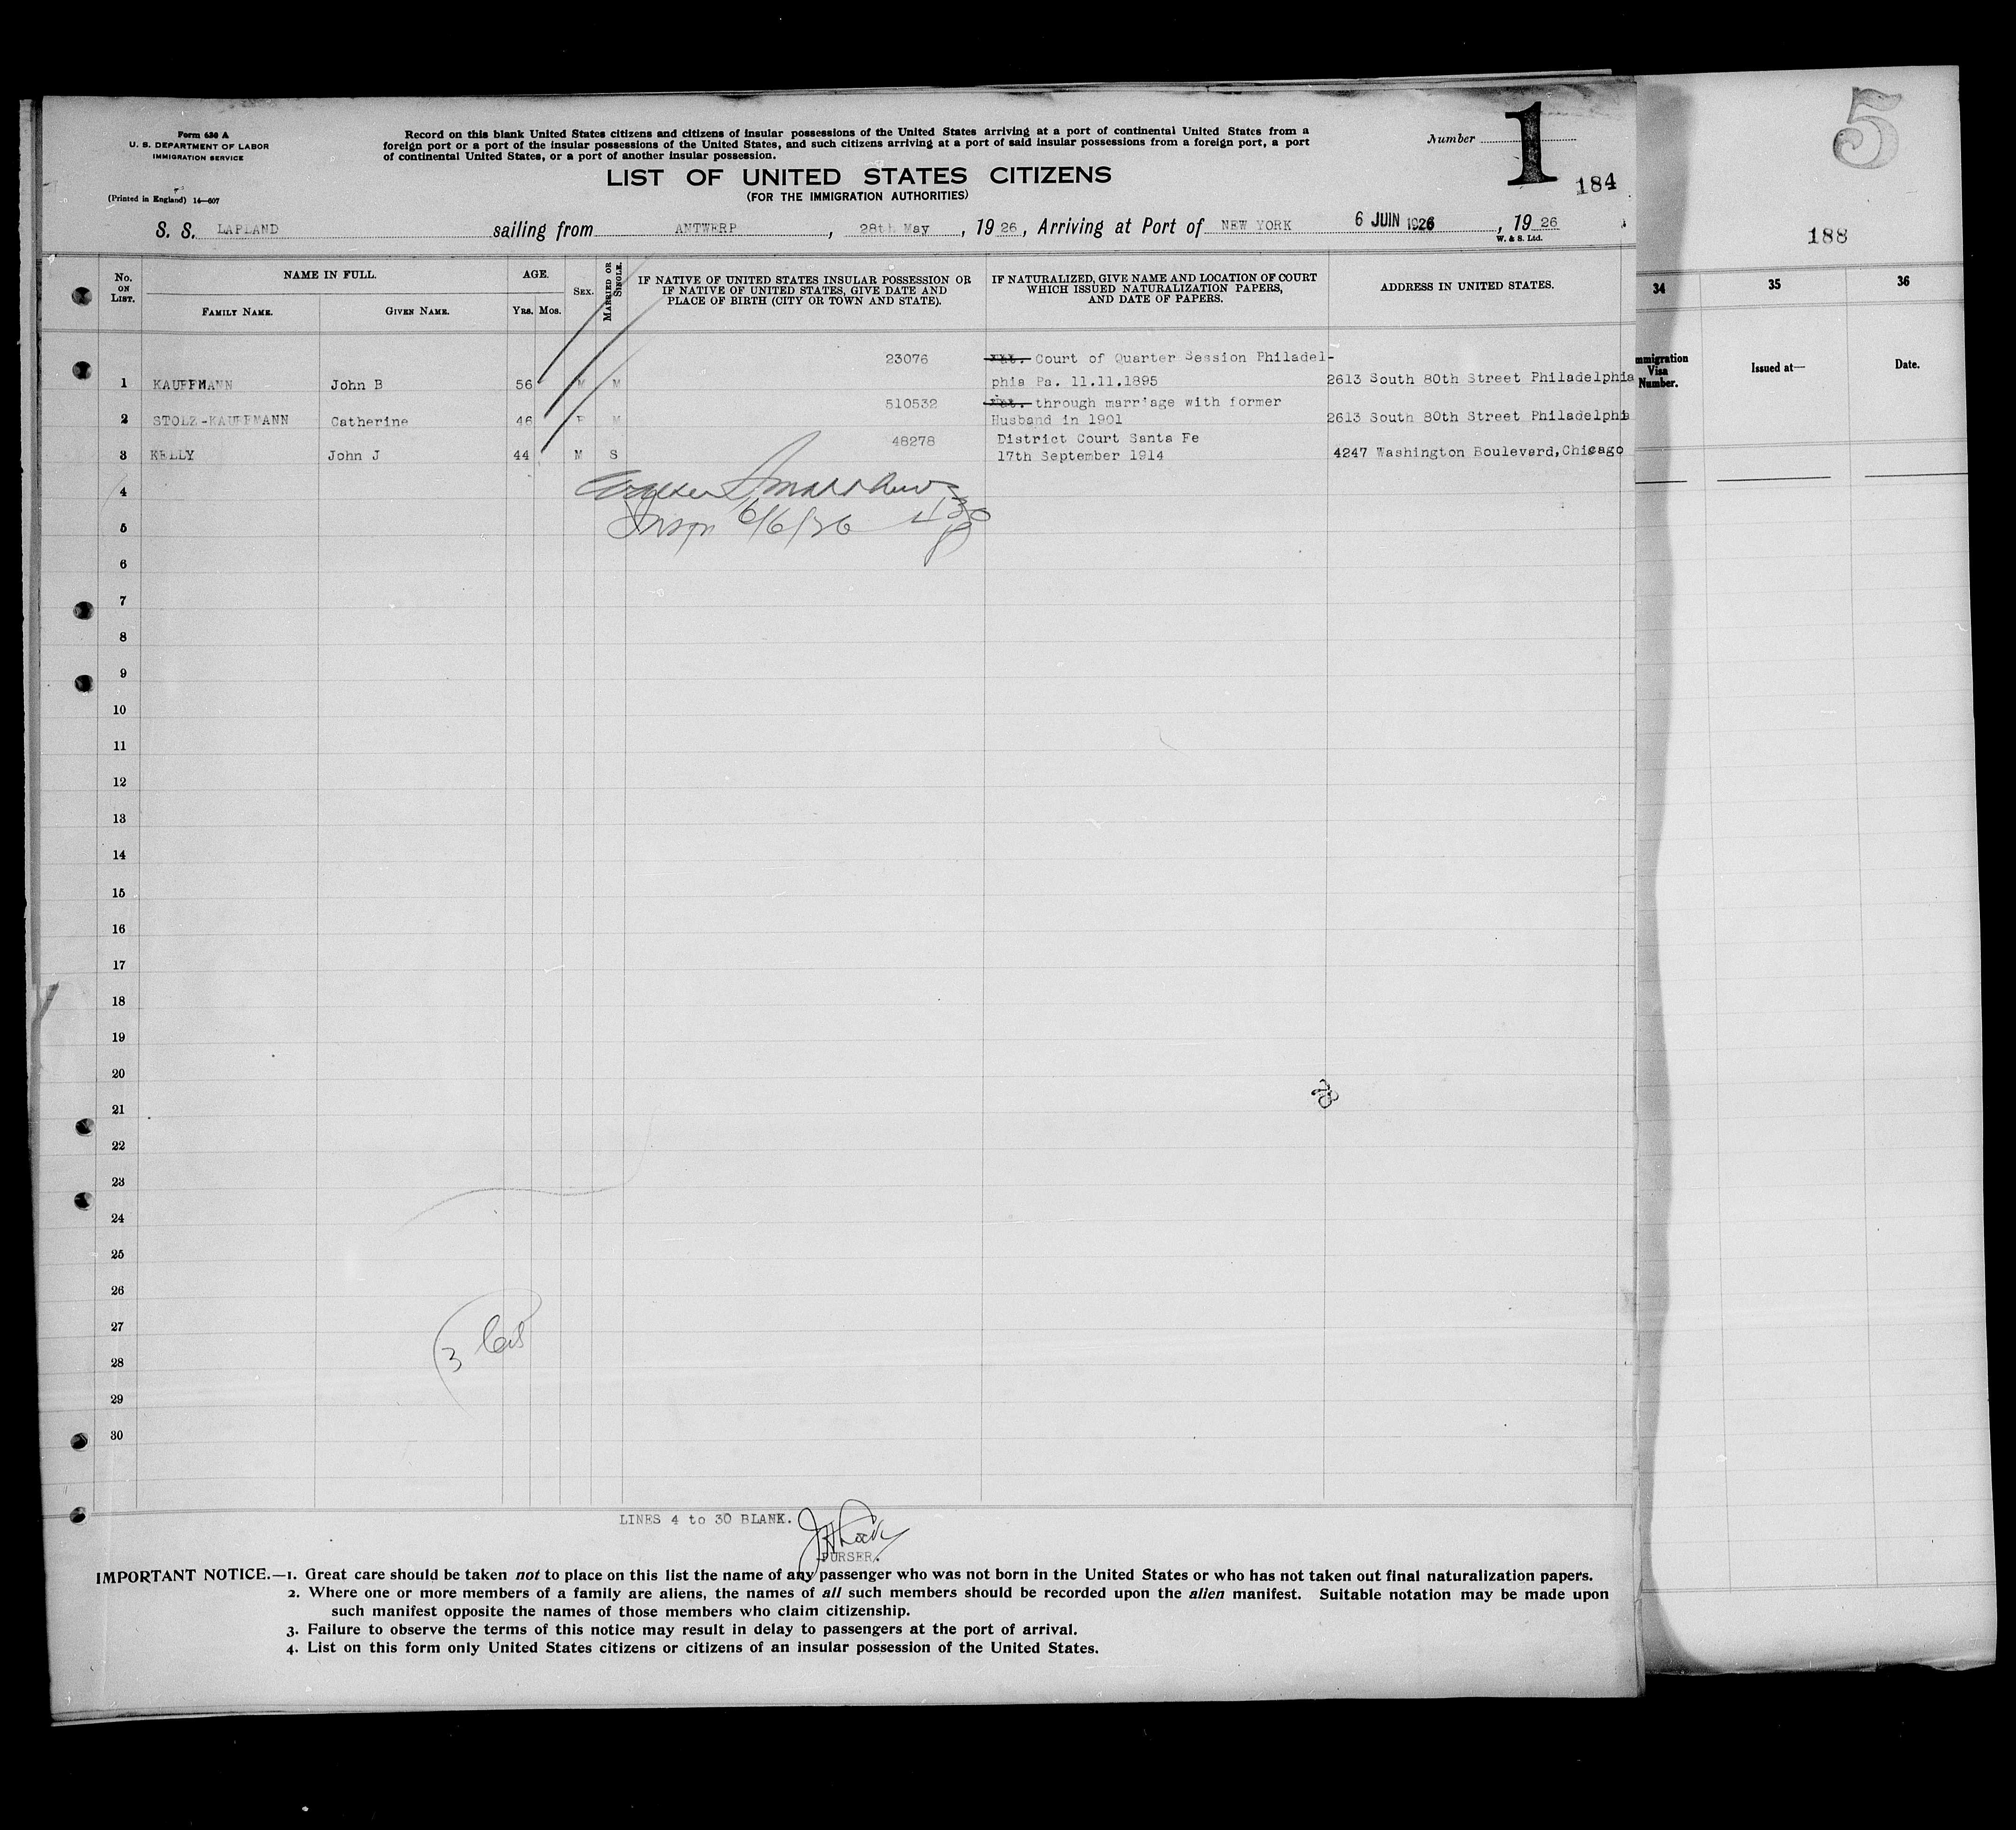 Form 630 A
U. S. DEPARTMENT OF LABOR
IMMIGRATION SERVICE
(Printed in England) 14—607
Record on this blank United States citizens and citizens of insular possessions of the United States arriving at a port of continental United States from a
foreign port or a port of the insular possessions of the United States, and such citizens arriving at a port of said insular possessions from a foreign port, a port
of continental United States, or a port of another insular possession.
Number 1
184
5
188
LIST OF UNITED STATES CITIZENS
(FOR THE IMMIGRATION AUTHORITIES)
S. S. LAPLAND sailing from ANTWERP, 28th May, 19 26, Arriving at Port of NEW YORK 6 JUIN 1926, 19 26
W. & S. Ltd.
No. ON LIST.
NAME IN FULL.
FAMILY NAME.
GIVEN NAME.
AGE.
YRS. MOS.
SEX.
MARRIED OR SINGLE.
IF NATIVE OF UNITED STATES INSULAR POSSESSION OR
IF NATIVE OF UNITED STATES, GIVE DATE AND
PLACE OF BIRTH (CITY OR TOWN AND STATE).
IF NATURALIZED, GIVE NAME AND LOCATION OF COURT
WHICH ISSUED NATURALIZATION PAPERS,
AND DATE OF PAPERS.
ADDRESS IN UNITED STATES.
34 35 36
mmigration
Visa
Number.
Issued at—
Date.
23076 Nat. Court of Quarter Session Philadel-
1 KAUFFMANN John B 56 M M phia Pa. 11.11.1895 2613 South 80th Street Philadelphia
510532 Nat. through marriage with former
2 STOLZ-KAUFFMANN Catherine 46 F M Husband in 1901 2613 South 80th Street Philadelphi
48278 District Court Santa Fe
3 KELLY John J 44 M S 17th September 1914 4247 Washington Boulevard,Chicago
4
5 Insp 6/6/26
6
7
8
9
10
11
12
13
14
15
16
17
18
19
20
21
22
23
24
25
26
27
28
29
30
3
LINES 4 to 30 BLANK.
PURSER.
IMPORTANT NOTICE.—1. Great care should be taken not to place on this list the name of any passenger who was not born in the United States or who has not taken out final naturalization papers.
2. Where one or more members of a family are aliens, the names of all such members should be recorded upon the alien manifest. Suitable notation may be made upon
such manifest opposite the names of those members who claim citizenship.
3. Failure to observe the terms of this notice may result in delay to passengers at the port of arrival.
4. List on this form only United States citizens or citizens of an insular possession of the United States.